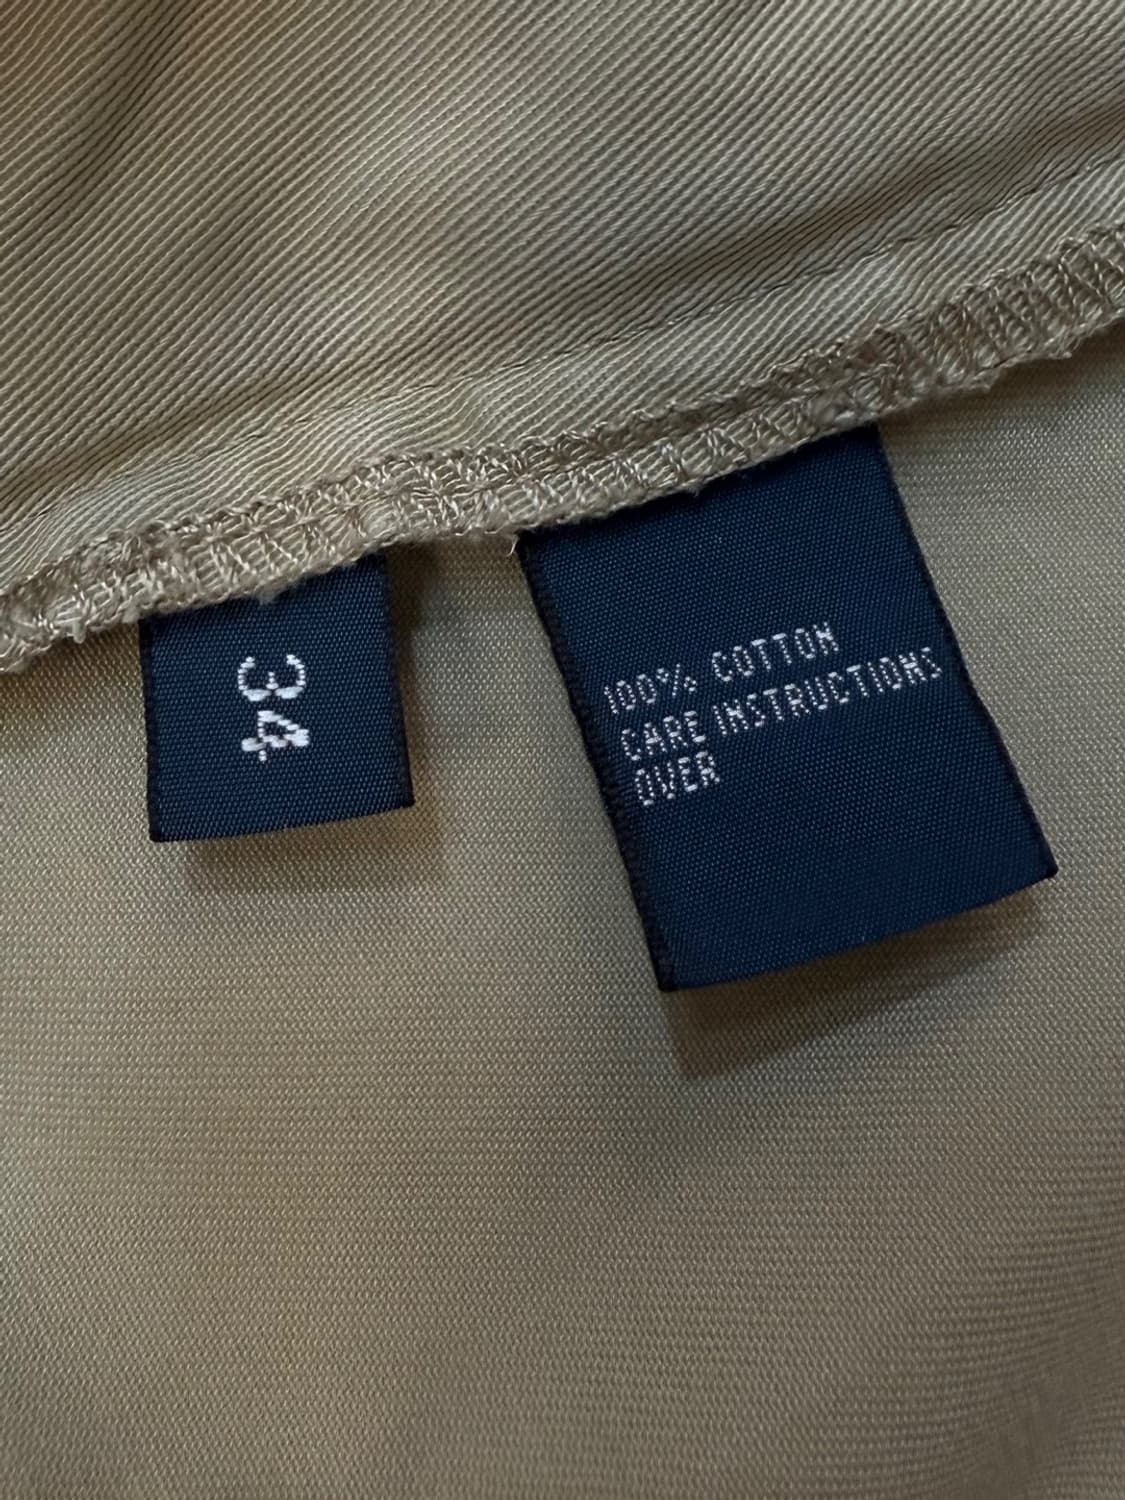 34
100% COTTON
CARE INSTRUCTIONS
OVER